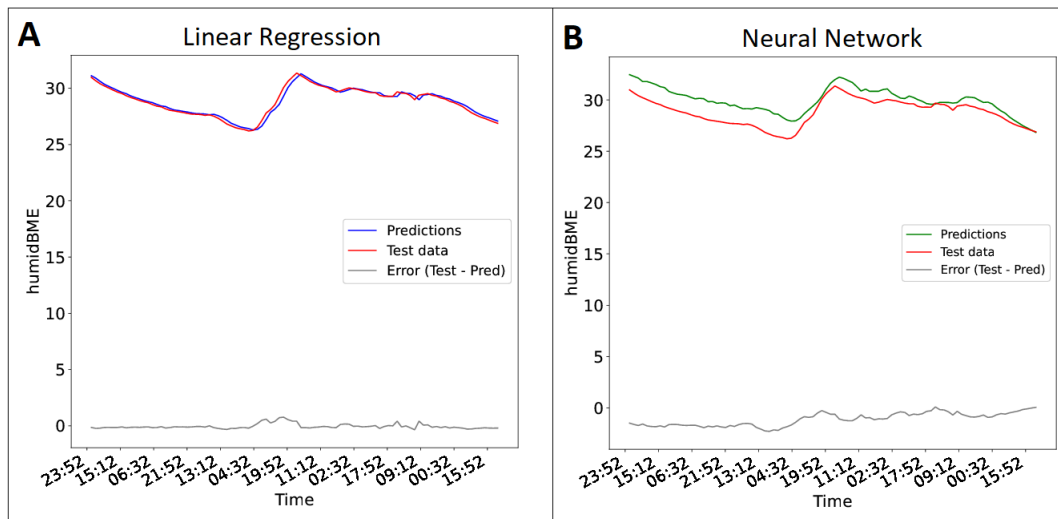 A
Linear Regression
humidBME
30
25
20
15
10
5
0
Predictions
Test data
Error (Test - Pred)
23:52 15:12 06:32 21:52 13:12 04:32 19:52 11:12 02:32 17:52 09:12 00:32 15:52
Time
B
Neural Network
humidBME
30
25
20
15
10
5
0
Predictions
Test data
Error (Test - Pred)
23:52 15:12 06:32 21:52 13:12 04:32 19:52 11:12 02:32 17:52 09:12 00:32 15:52
Time